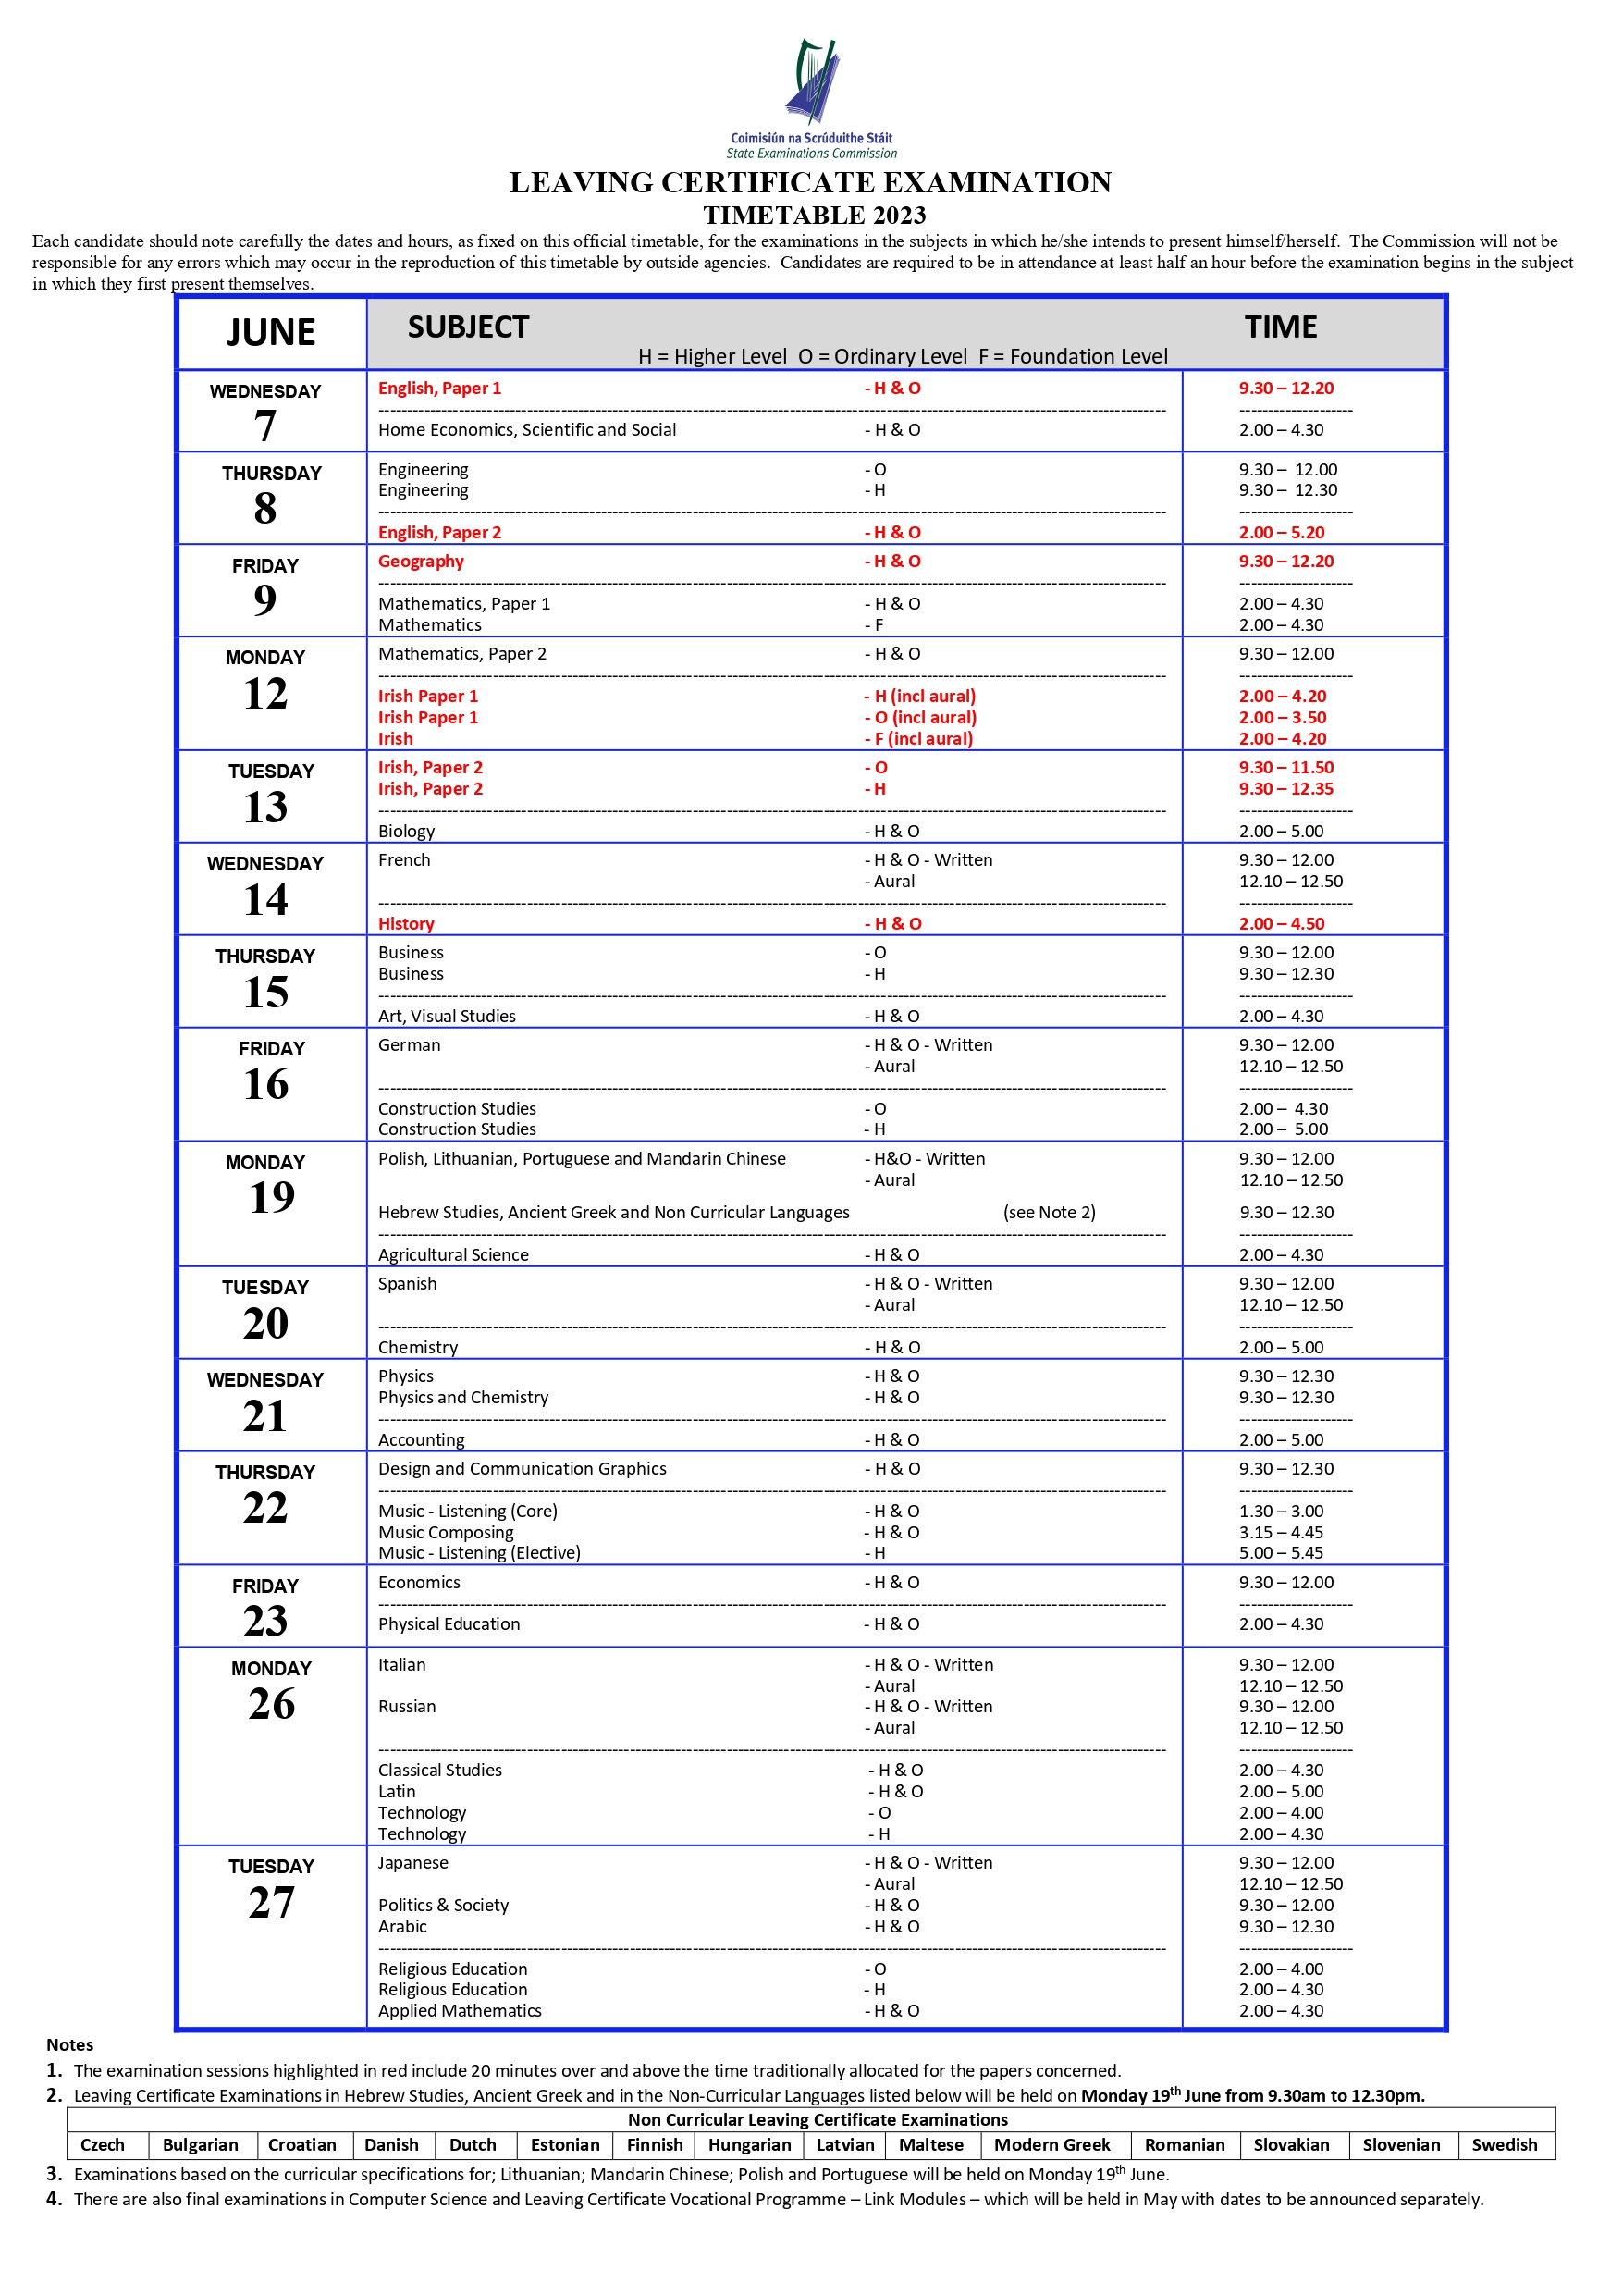 Coimisiún na Scrúduithe Stáit
State Examinations Commission
LEAVING CERTIFICATE EXAMINATION
TIMETABLE 2023
Each candidate should note carefully the dates and hours, as fixed on this official timetable, for the examinations in the subjects in which he/she intends to present himself/herself. The Commission will not be
responsible for any errors which may occur in the reproduction of this timetable by outside agencies. Candidates are required to be in attendance at least half an hour before the examination begins in the subject
in which they first present themselves.
JUNE SUBJECT TIME
H = Higher Level O = Ordinary Level F = Foundation Level
WEDNESDAY
7
English, Paper 1 - H & O 9.30 – 12.20
Home Economics, Scientific and Social - H & O 2.00 – 4.30
THURSDAY
8
Engineering - O 9.30 – 12.00
Engineering - H 9.30 – 12.30
English, Paper 2 - H & O 2.00 – 5.20
FRIDAY
9
Geography - H & O 9.30 – 12.20
Mathematics, Paper 1 - H & O 2.00 – 4.30
Mathematics - F 2.00 – 4.30
MONDAY
12
Mathematics, Paper 2 - H & O 9.30 – 12.00
Irish Paper 1 - H (incl aural) 2.00 – 4.20
Irish Paper 1 - O (incl aural) 2.00 – 3.50
Irish - F (incl aural) 2.00 – 4.20
TUESDAY
13
Irish, Paper 2 - O 9.30 – 11.50
Irish, Paper 2 - H 9.30 – 12.35
Biology - H & O 2.00 – 5.00
WEDNESDAY
14
French - H & O - Written 9.30 – 12.00
- Aural 12.10 – 12.50
History - H & O 2.00 – 4.50
THURSDAY
15
Business - O 9.30 – 12.00
Business - H 9.30 – 12.30
Art, Visual Studies - H & O 2.00 – 4.30
FRIDAY
16
German - H & O - Written 9.30 – 12.00
- Aural 12.10 – 12.50
Construction Studies - O 2.00 – 4.30
Construction Studies - H 2.00 – 5.00
MONDAY
19
Polish, Lithuanian, Portuguese and Mandarin Chinese - H&O - Written 9.30 – 12.00
- Aural 12.10 – 12.50
Hebrew Studies, Ancient Greek and Non Curricular Languages (see Note 2) 9.30 – 12.30
Agricultural Science - H & O 2.00 – 4.30
TUESDAY
20
Spanish - H & O - Written 9.30 – 12.00
- Aural 12.10 – 12.50
Chemistry - H & O 2.00 – 5.00
WEDNESDAY
21
Physics - H & O 9.30 – 12.30
Physics and Chemistry - H & O 9.30 – 12.30
Accounting - H & O 2.00 – 5.00
THURSDAY
22
Design and Communication Graphics - H & O 9.30 – 12.30
Music - Listening (Core) - H & O 1.30 – 3.00
Music Composing - H & O 3.15 – 4.45
Music - Listening (Elective) - H 5.00 – 5.45
FRIDAY
23
Economics - H & O 9.30 – 12.00
Physical Education - H & O 2.00 – 4.30
MONDAY
26
Italian - H & O - Written 9.30 – 12.00
- Aural 12.10 – 12.50
Russian - H & O - Written 9.30 – 12.00
- Aural 12.10 – 12.50
Classical Studies - H & O 2.00 – 4.30
Latin - H & O 2.00 – 5.00
Technology - O 2.00 – 4.00
Technology - H 2.00 – 4.30
TUESDAY
27
Japanese - H & O - Written 9.30 – 12.00
- Aural 12.10 – 12.50
Politics & Society - H & O 9.30 – 12.00
Arabic - H & O 9.30 – 12.30
Religious Education - O 2.00 – 4.00
Religious Education - H 2.00 – 4.30
Applied Mathematics - H & O 2.00 – 4.30
Notes
1. The examination sessions highlighted in red include 20 minutes over and above the time traditionally allocated for the papers concerned.
2. Leaving Certificate Examinations in Hebrew Studies, Ancient Greek and in the Non-Curricular Languages listed below will be held on Monday 19th June from 9.30am to 12.30pm.
Non Curricular Leaving Certificate Examinations
Czech Bulgarian Croatian Danish Dutch Estonian Finnish Hungarian Latvian Maltese Modern Greek Romanian Slovakian Slovenian Swedish
3. Examinations based on the curricular specifications for; Lithuanian; Mandarin Chinese; Polish and Portuguese will be held on Monday 19th June.
4. There are also final examinations in Computer Science and Leaving Certificate Vocational Programme – Link Modules – which will be held in May with dates to be announced separately.